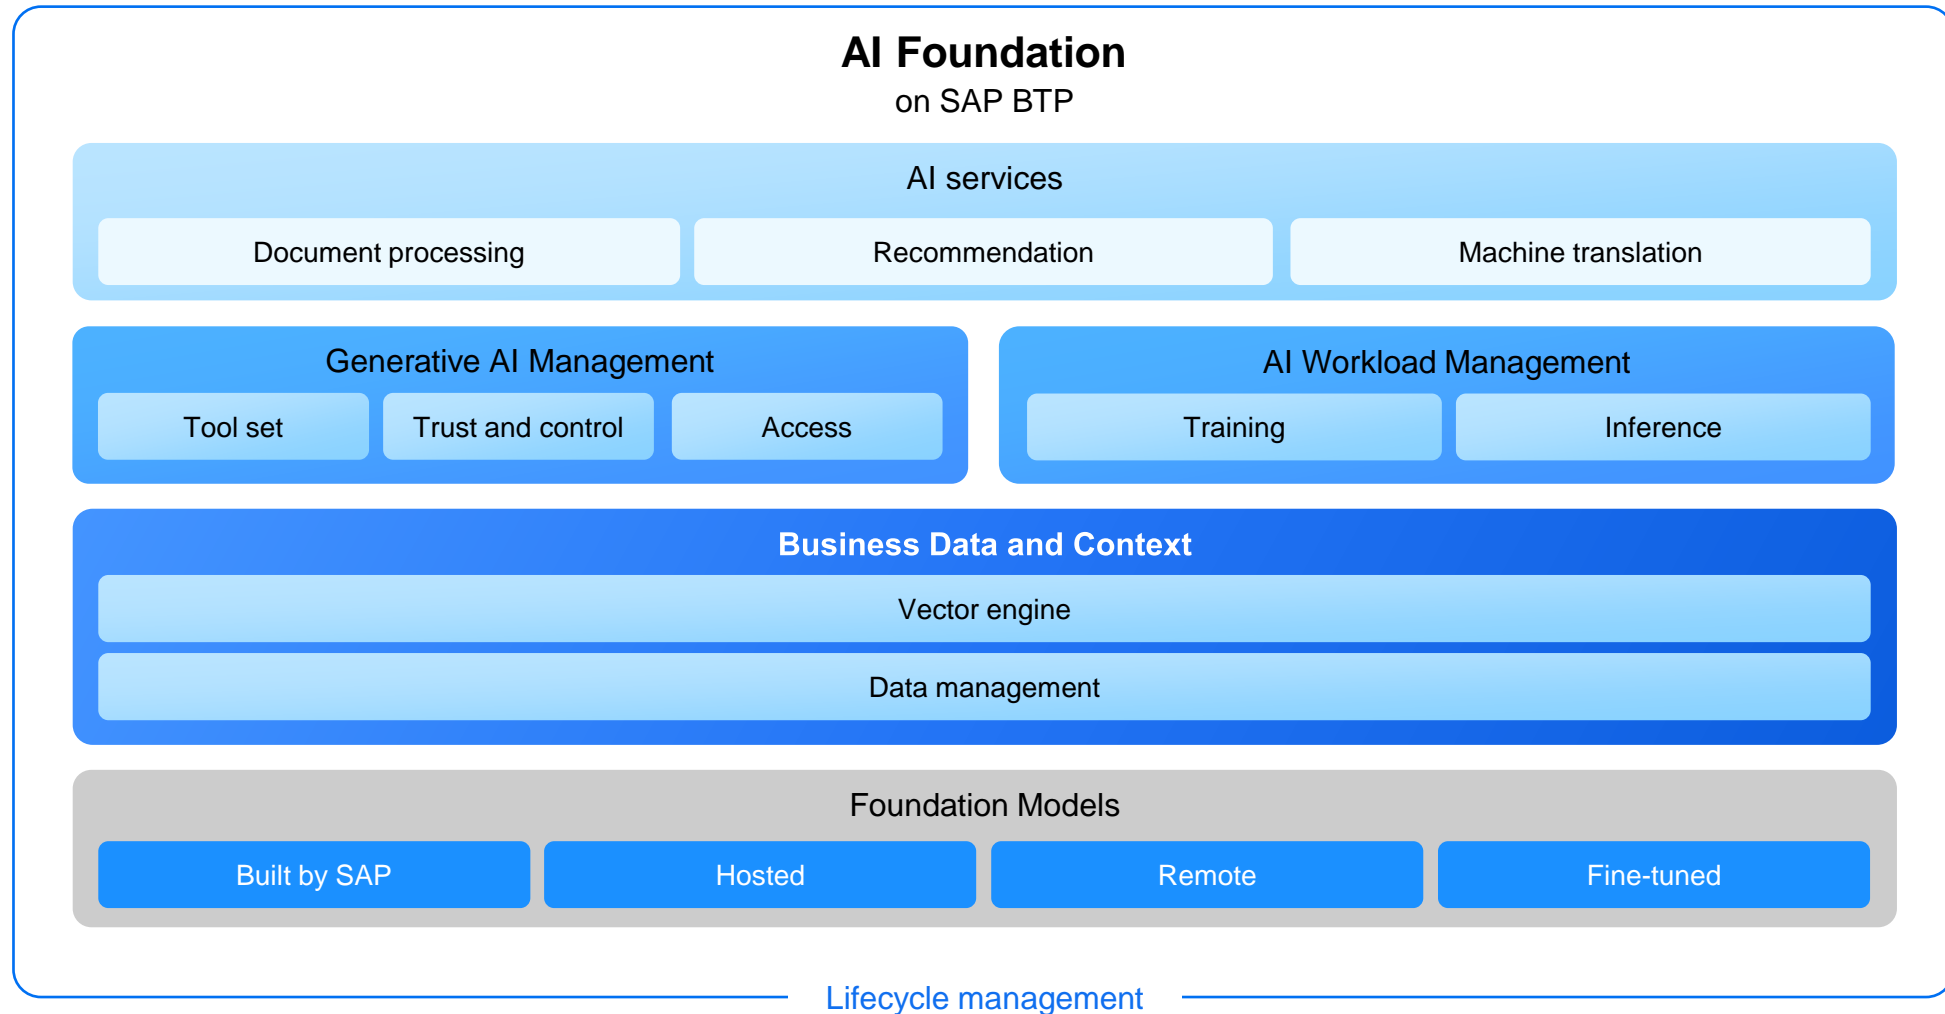 AI Foundation
on SAP BTP
AI services
Document processing
Recommendation
Machine translation
Generative AI Management
Tool set
Trust and control
Access
AI Workload Management
Training
Inference
Business Data and Context
Vector engine
Data management
Foundation Models
Built by SAP
Hosted
Remote
Fine-tuned
Lifecycle management